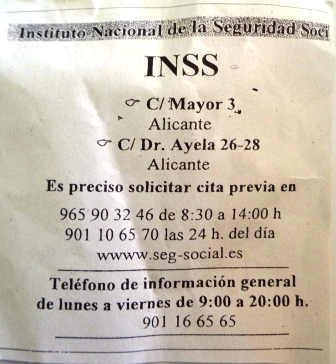 Instituto Nacional de la Seguridad Soci
INSS
☞ C/ Mayor 3
Alicante
☞ C/ Dr. Ayela 26-28
Alicante
Es preciso solicitar cita previa en
965 90 32 46 de 8:30 a 14:00 h
901 10 65 70 las 24 h. del día
wwww.seg-social.es
Teléfono de información general
de lunes a viernes de 9:00 a 20:00 h.
901 16 65 65